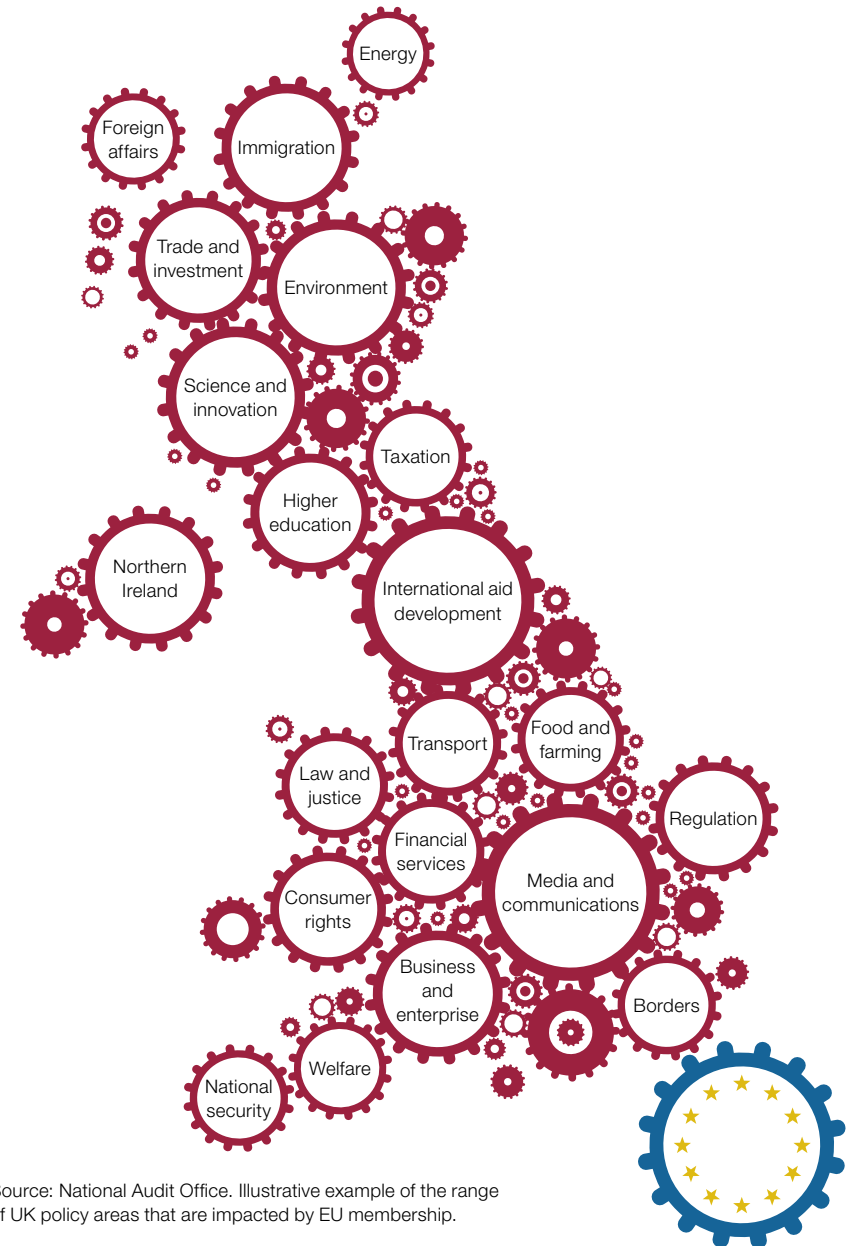 Energy
Foreign
affairs
Immigration
Trade and
investment
Environment
Science and
innovation
Taxation
Higher
education
Northern
Ireland
International aid
development
Transport
Food and
farming
Law and
justice
Regulation
Financial
services
Media and
communications
Consumer
rights
Business
and
enterprise
Borders
Welfare
National
security
ource: National Audit Office. Illustrative example of the range
f UK policy areas that are impacted by EU membership.